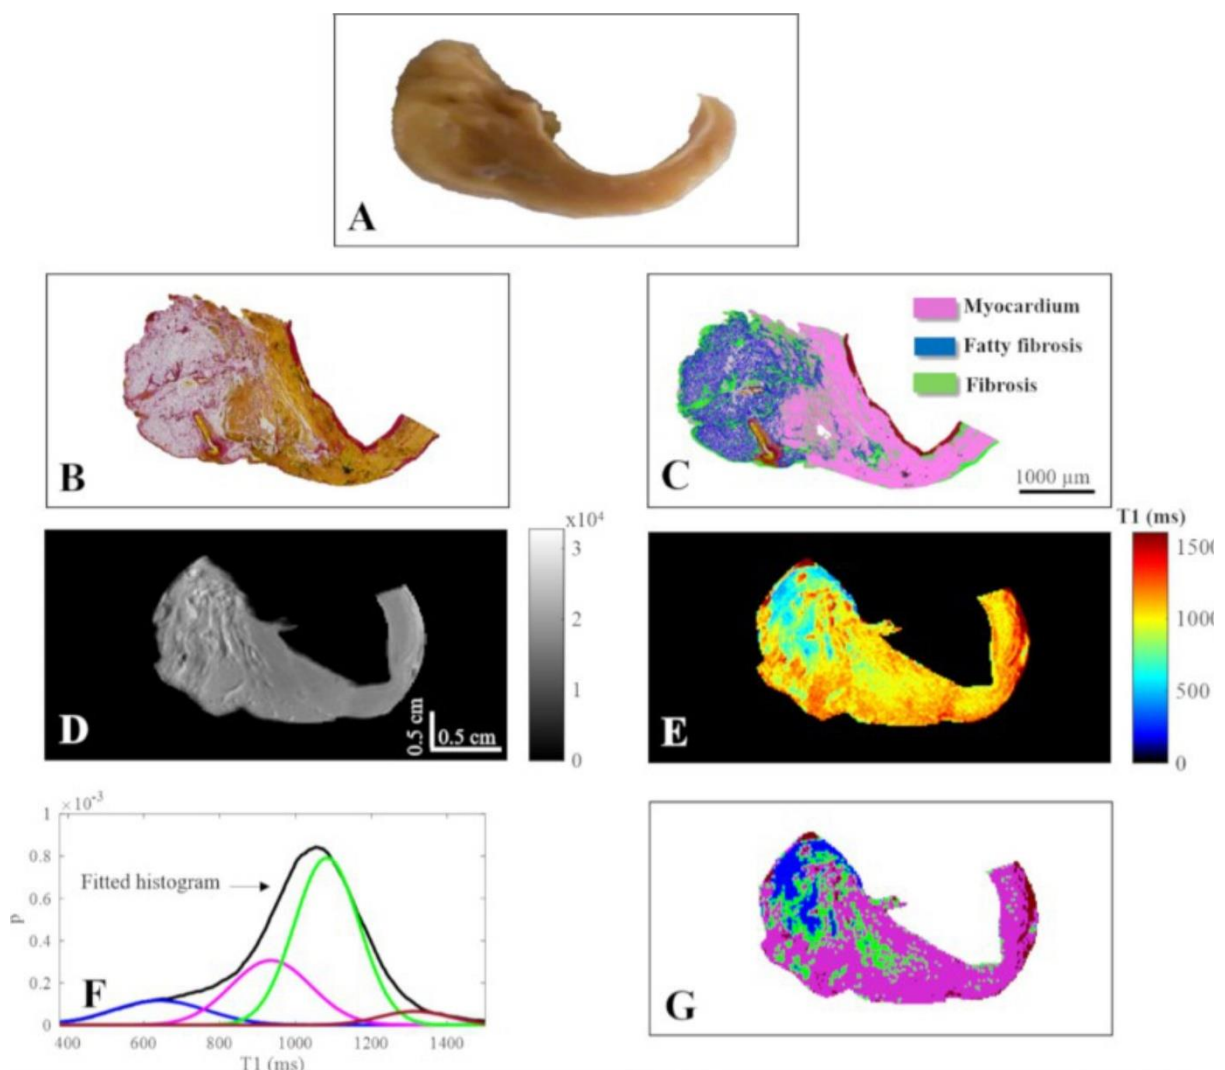 A
B
C
Myocardium
Fatty fibrosis
Fibrosis
1000 μm
D
0.5 cm
0.5 cm
x10⁴
3
2
1
0
E
T1 (ms)
1500
1000
500
0
F
×10⁻³
1
0.8
0.6
0.4
0.2
0
p
Fitted histogram
400
600
800
1000
1200
1400
T1 (ms)
G